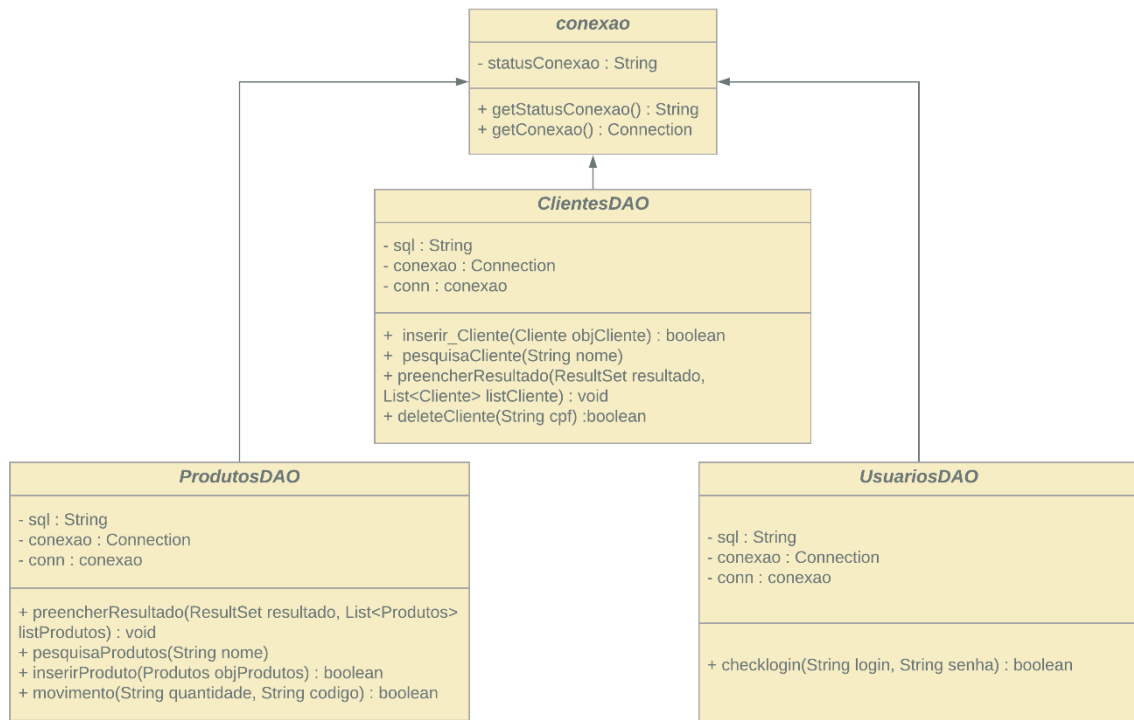 conexao
- statusConexao : String
+ getStatusConexao() : String
+ getConexao() : Connection
ClientesDAO
- sql : String
- conexao : Connection
- conn : conexao
+  inserir_Cliente(Cliente objCliente) : boolean
+  pesquisaCliente(String nome)
+ preencherResultado(ResultSet resultado,
List<Cliente> listCliente) : void
+ deleteCliente(String cpf) :boolean
ProdutosDAO
- sql : String
- conexao : Connection
- conn : conexao
+ preencherResultado(ResultSet resultado, List<Produtos>
listProdutos) : void
+ pesquisaProdutos(String nome)
+ inserirProduto(Produtos objProdutos) : boolean
+ movimento(String quantidade, String codigo) : boolean
UsuariosDAO
- sql : String
- conexao : Connection
- conn : conexao
+ checklogin(String login, String senha) : boolean